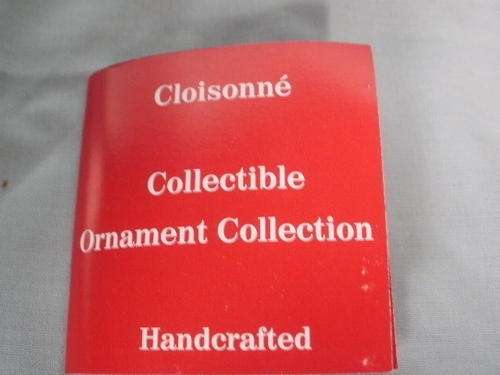 Cloisonné
Collectible
Ornament Collection
Handcrafted